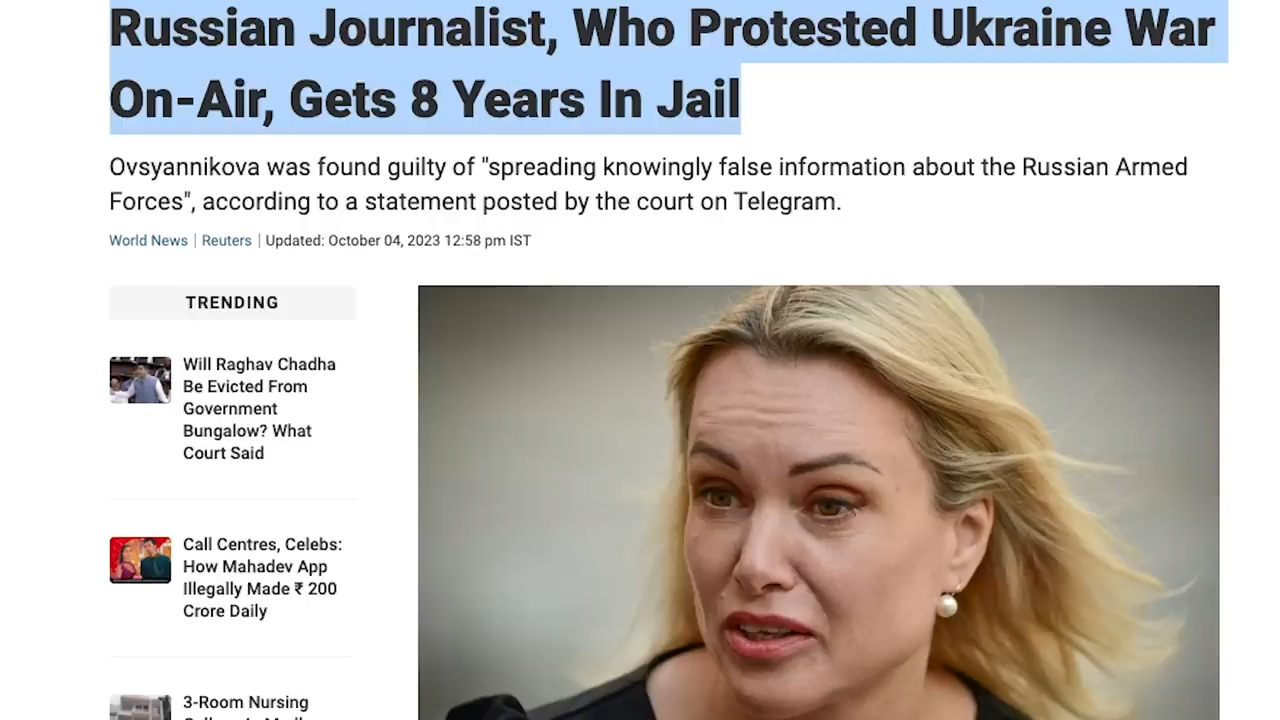 Russian Journalist, Who Protested Ukraine War
On-Air, Gets 8 Years In Jail
Ovsyannikova was found guilty of "spreading knowingly false information about the Russian Armed
Forces", according to a statement posted by the court on Telegram.
World News | Reuters | Updated: October 04, 2023 12:58 pm IST
TRENDING
Will Raghav Chadha
Be Evicted From
Government
Bungalow? What
Court Said
Call Centres, Celebs:
How Mahadev App
Illegally Made ₹ 200
Crore Daily
3-Room Nursing